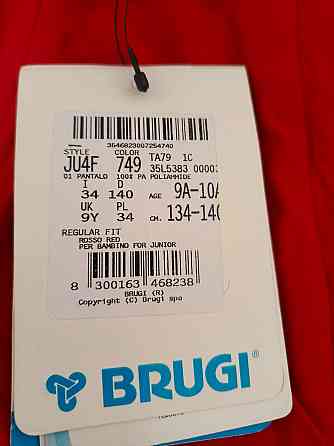 3646823007254740
STYLE COLOR TA79 1C
JU4F 749 35L5383 0000
01 PANTALO 100% PA POLIAMMIDE
I D
34 140 AGE 9A-10A
UK PL
9Y 34 CM. 134-140
REGULAR FIT
ROSSO RED
PER BAMBINO FOR JUNIOR
8 300163 468238
BRUGI (R)
Copyright (C) Brugi spa
BRUGI®